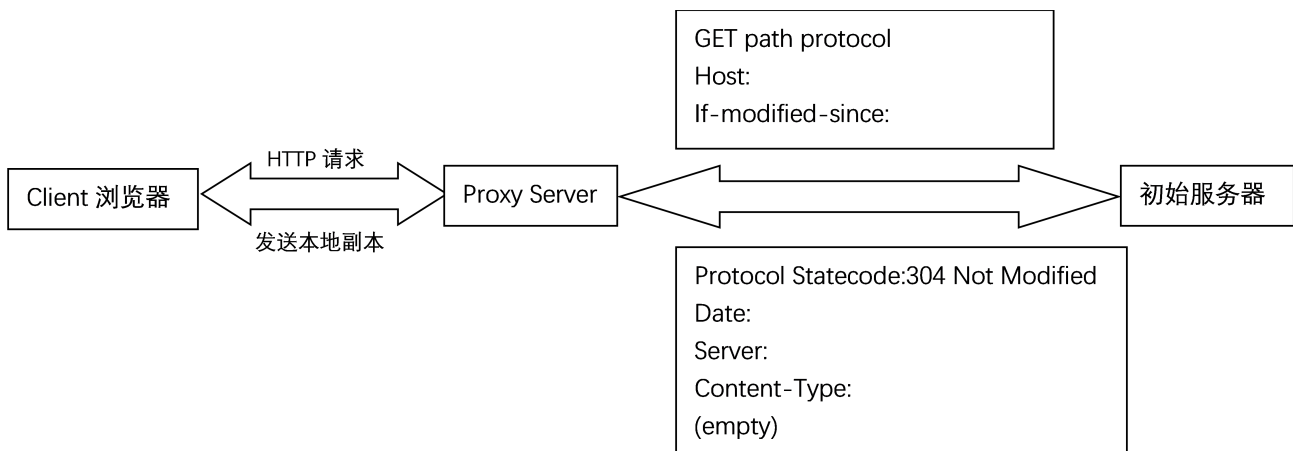 GET path protocol
Host:
If-modified-since:
HTTP 请求
Client 浏览器
Proxy Server
初始服务器
发送本地副本
Protocol Statecode:304 Not Modified
Date:
Server:
Content-Type:
(empty)